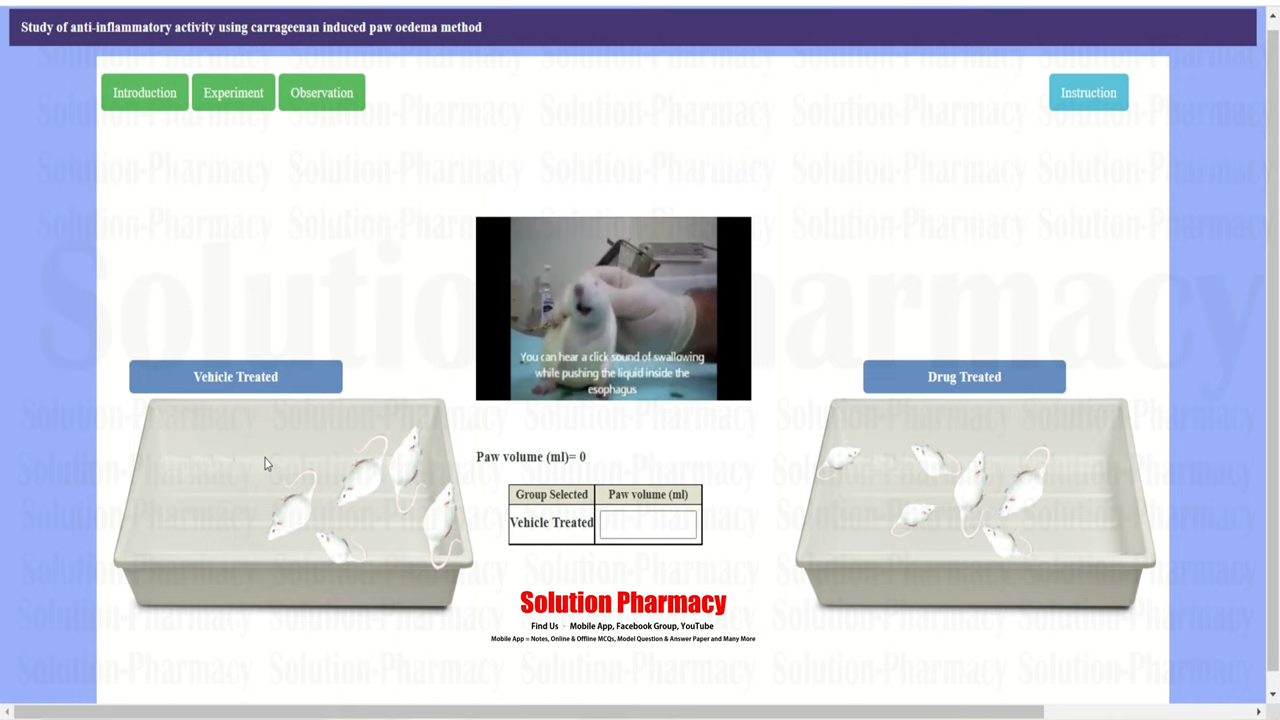 Study of anti-inflammatory activity using carrageenan induced paw oedema method
Introduction
Experiment
Observation
Instruction
You can hear a click sound of swallowing
while pushing the liquid inside the
esophagus
Vehicle Treated
Drug Treated
Paw volume (ml)= 0
Group Selected
Paw volume (ml)
Vehicle Treated
Solution Pharmacy
Find Us - Mobile App, Facebook Group, YouTube
Mobile App = Notes, Online & Offline MCQs, Model Question & Answer Paper and Many More
Solution-Pharmacy